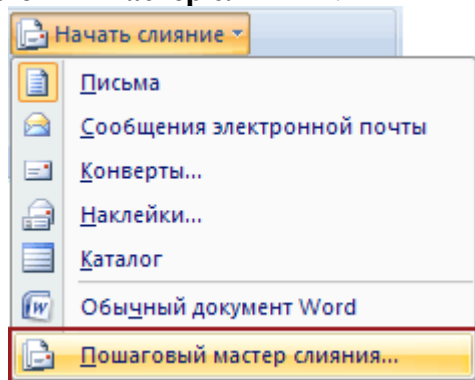 Начать слияние
Письма
Сообщения электронной почты
Конверты...
Наклейки...
Каталог
Обычный документ Word
Пошаговый мастер слияния...